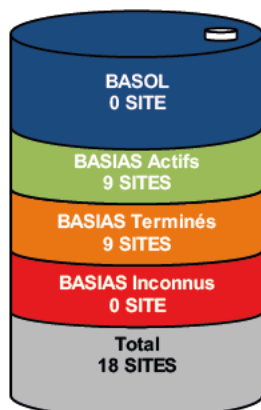 BASOL
0 SITE
BASIAS Actifs
9 SITES
BASIAS Terminés
9 SITES
BASIAS Inconnus
0 SITE
Total
18 SITES